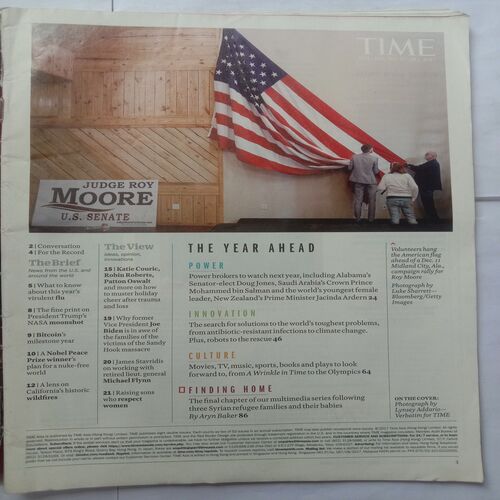 TIME
JUDGE ROY
MOORE
U.S. SENATE
2 | Conversation
4 | For the Record
The Brief
News from the U.S. and
around the world
5 | What to know
about this year's
virulent flu
8 | The fine print on
President Trump's
NASA moonshot
9 | Bitcoin's
milestone year
10 | A Nobel Peace
Prize winner's
plan for a nuke-free
world
12 | A lens on
California's historic
wildfires
The View
Ideas, opinion,
innovations
15 | Katie Couric,
Robin Roberts,
Patton Oswalt
and more on how
to muster holiday
cheer after trauma
and loss
19 | Why former
Vice President Joe
Biden is in awe of
the families of the
victims of the Sandy
Hook massacre
20 | James Stavridis
on working with
retired lieut. general
Michael Flynn
21 | Raising sons
who respect
women
THE YEAR AHEAD
POWER
Power brokers to watch next year, including Alabama's
Senator-elect Doug Jones, Saudi Arabia's Crown Prince
Mohammed bin Salman and the world's youngest female
leader, New Zealand's Prime Minister Jacinda Ardern 24
INNOVATION
The search for solutions to the world's toughest problems,
from antibiotic-resistant infections to climate change.
Plus, robots to the rescue 46
CULTURE
Movies, TV, music, sports, books and plays to look
forward to, from A Wrinkle in Time to the Olympics 64
FINDING HOME
The final chapter of our multimedia series following
three Syrian refugee families and their babies
By Aryn Baker 86
Volunteers hang
the American flag
ahead of a Dec. 11
Midland City, Ala.,
campaign rally for
Roy Moore
Photograph by
Luke Sharrett—
Bloomberg/Getty
Images
ON THE COVER:
Photograph by
Lynsey Addario—
Verbatim for TIME